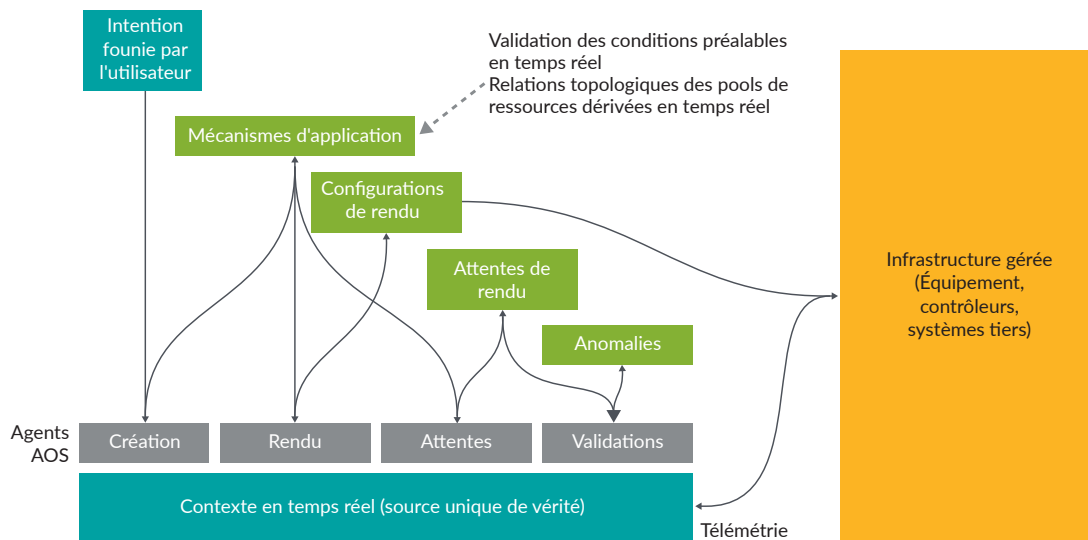 Intention
founie par
l'utilisateur
Validation des conditions préalables
en temps réel
Relations topologiques des pools de
ressources dérivées en temps réel
Mécanismes d'application
Configurations
de rendu
Attentes de
rendu
Anomalies
Infrastructure gérée
(Équipement,
contrôleurs,
systèmes tiers)
Agents
AOS
Création
Rendu
Attentes
Validations
Contexte en temps réel (source unique de vérité)
Télémétrie